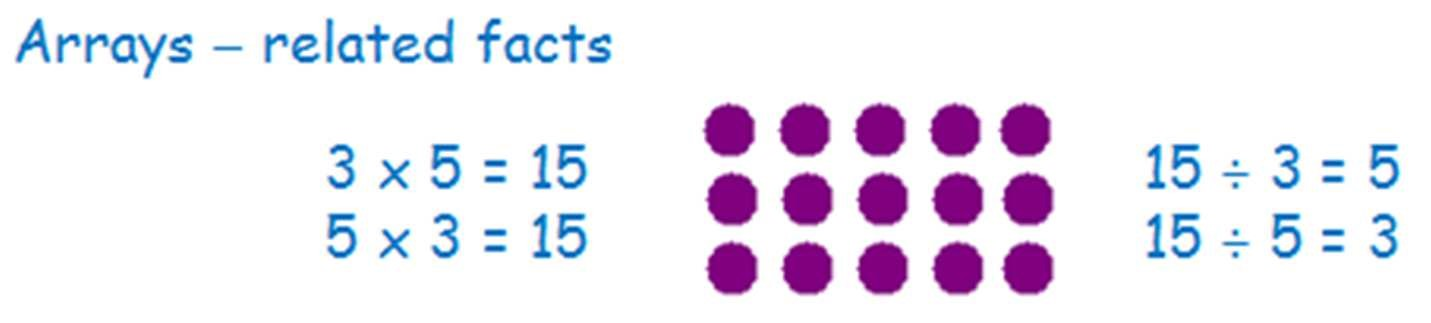 Arrays – related facts
3 × 5 = 15
5 × 3 = 15
15 ÷ 3 = 5
15 ÷ 5 = 3